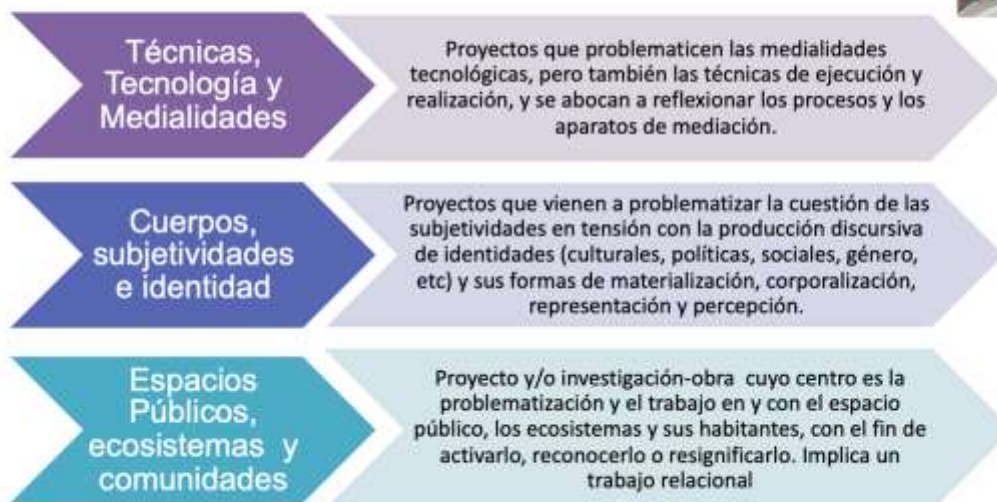 Técnicas,
Tecnología y
Medialidades
Proyectos que problematicen las medialidades
tecnológicas, pero también las técnicas de ejecución y
realización, y se abocan a reflexionar los procesos y los
aparatos de mediación.
Cuerpos,
subjetividades
e identidad
Proyectos que vienen a problematizar la cuestión de las
subjetividades en tensión con la producción discursiva
de identidades (culturales, políticas, sociales, género,
etc) y sus formas de materialización, corporalización,
representación y percepción.
Espacios
Públicos,
ecosistemas y
comunidades
Proyecto y/o investigación-obra cuyo centro es la
problematización y el trabajo en y con el espacio
público, los ecosistemas y sus habitantes, con el fin de
activarlo, reconocerlo o resignificarlo. Implica un
trabajo relacional